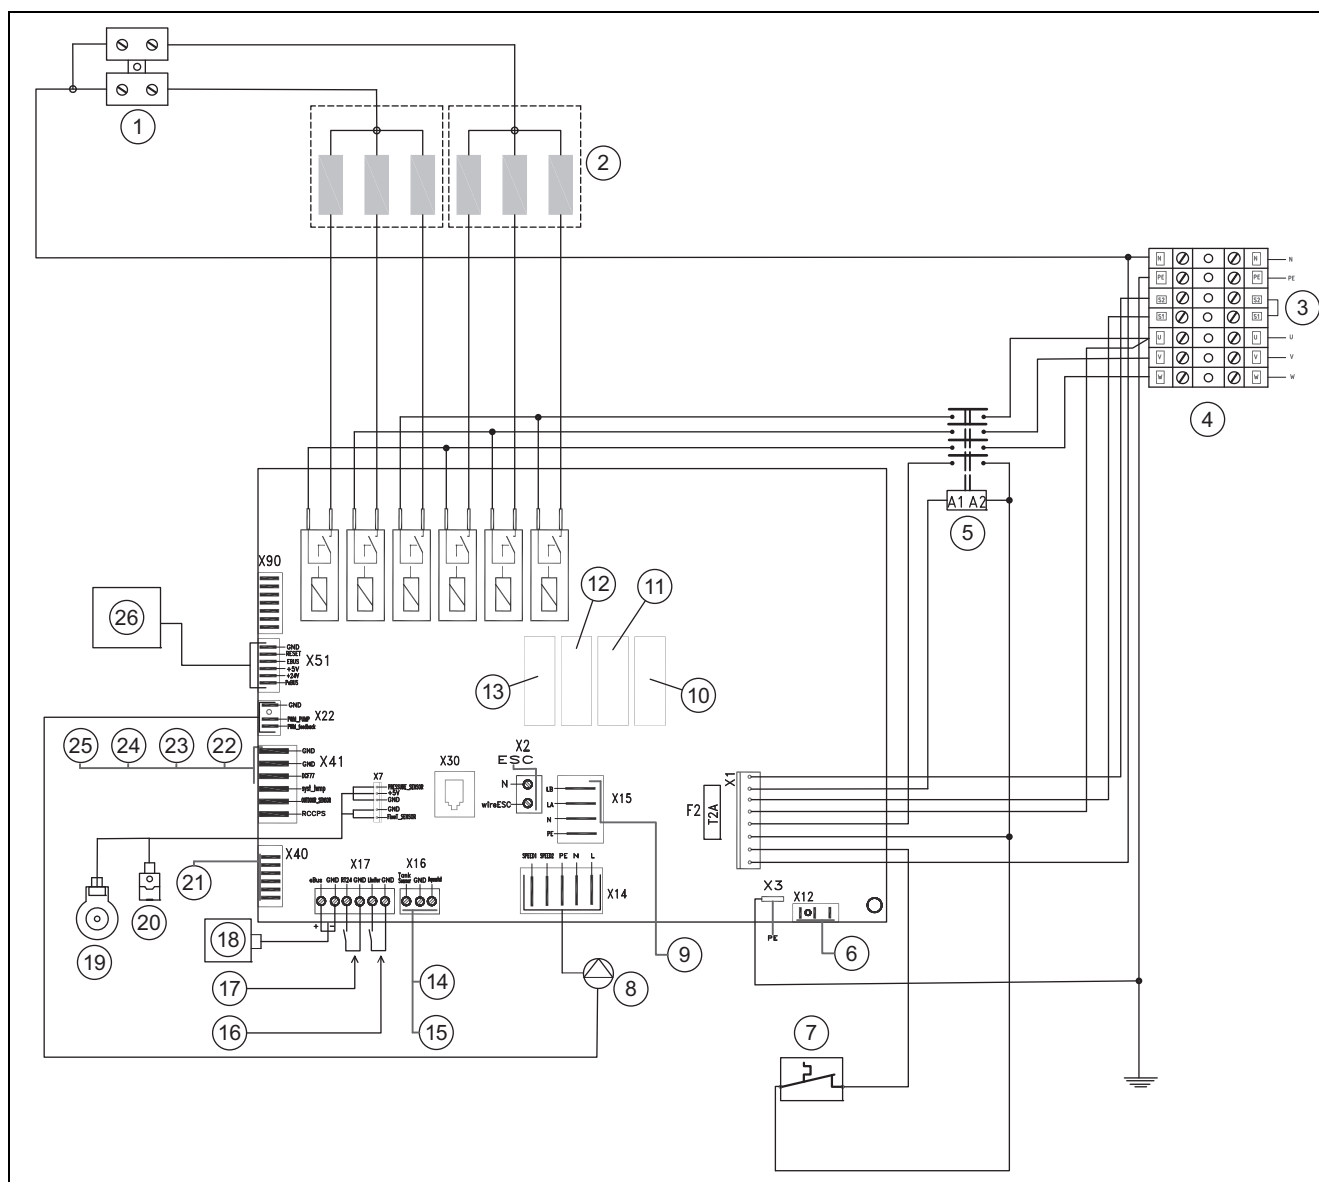 1
2
N N N
PE PE PE
S2 S2
3
S1 S1
U U U
V V V
W W W
4
A1 A2
5
X90
26
GND
RESET
EBUS
X51
+5V
+24V
12
11
13
10
GND
X22
PWM_PUMP
PWM_feedback
25
24
23
22
GND
GND
X41
DCF77
RCCPS
X7
PRESSURE_SENSOR
+5V
GND
GND
X30
X2
ESC
N
wireESC
LB
LA
X15
N
PE
X1
F2
T2A
X40
21
X17
X16
eBus GND RT24 GND GND
Tank
Sensor GND
+ -
SPEED1 SPEED2 PE N L
X14
X3
PE
X12
6
9
8
20
19
18
17
14
16
15
7